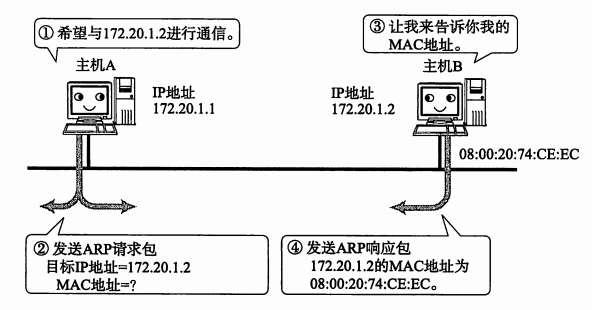 ① 希望与172.20.1.2进行通信。
③ 让我来告诉你我的
MAC地址。
主机A
主机B
IP地址
172.20.1.1
IP地址
172.20.1.2
08:00:20:74:CE:EC
② 发送ARP请求包
目标IP地址=172.20.1.2
MAC地址=?
④ 发送ARP响应包
172.20.1.2的MAC地址为
08:00:20:74:CE:EC。